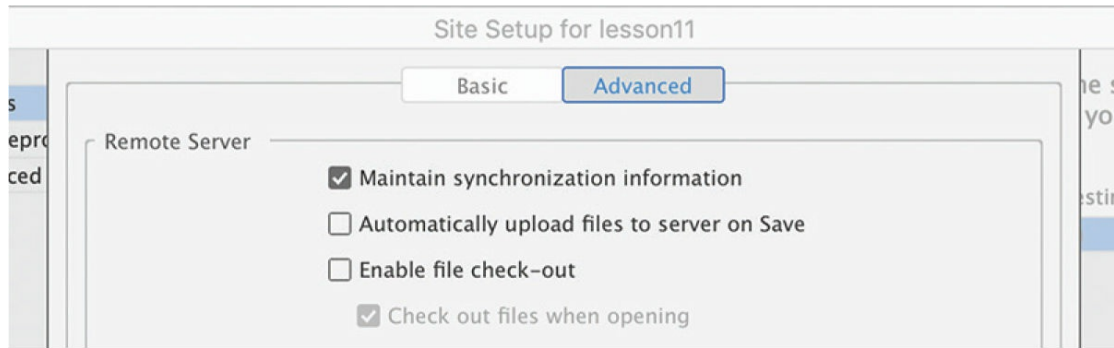 Site Setup for lesson11
Basic Advanced
Remote Server
Maintain synchronization information
Automatically upload files to server on Save
Enable file check-out
Check out files when opening